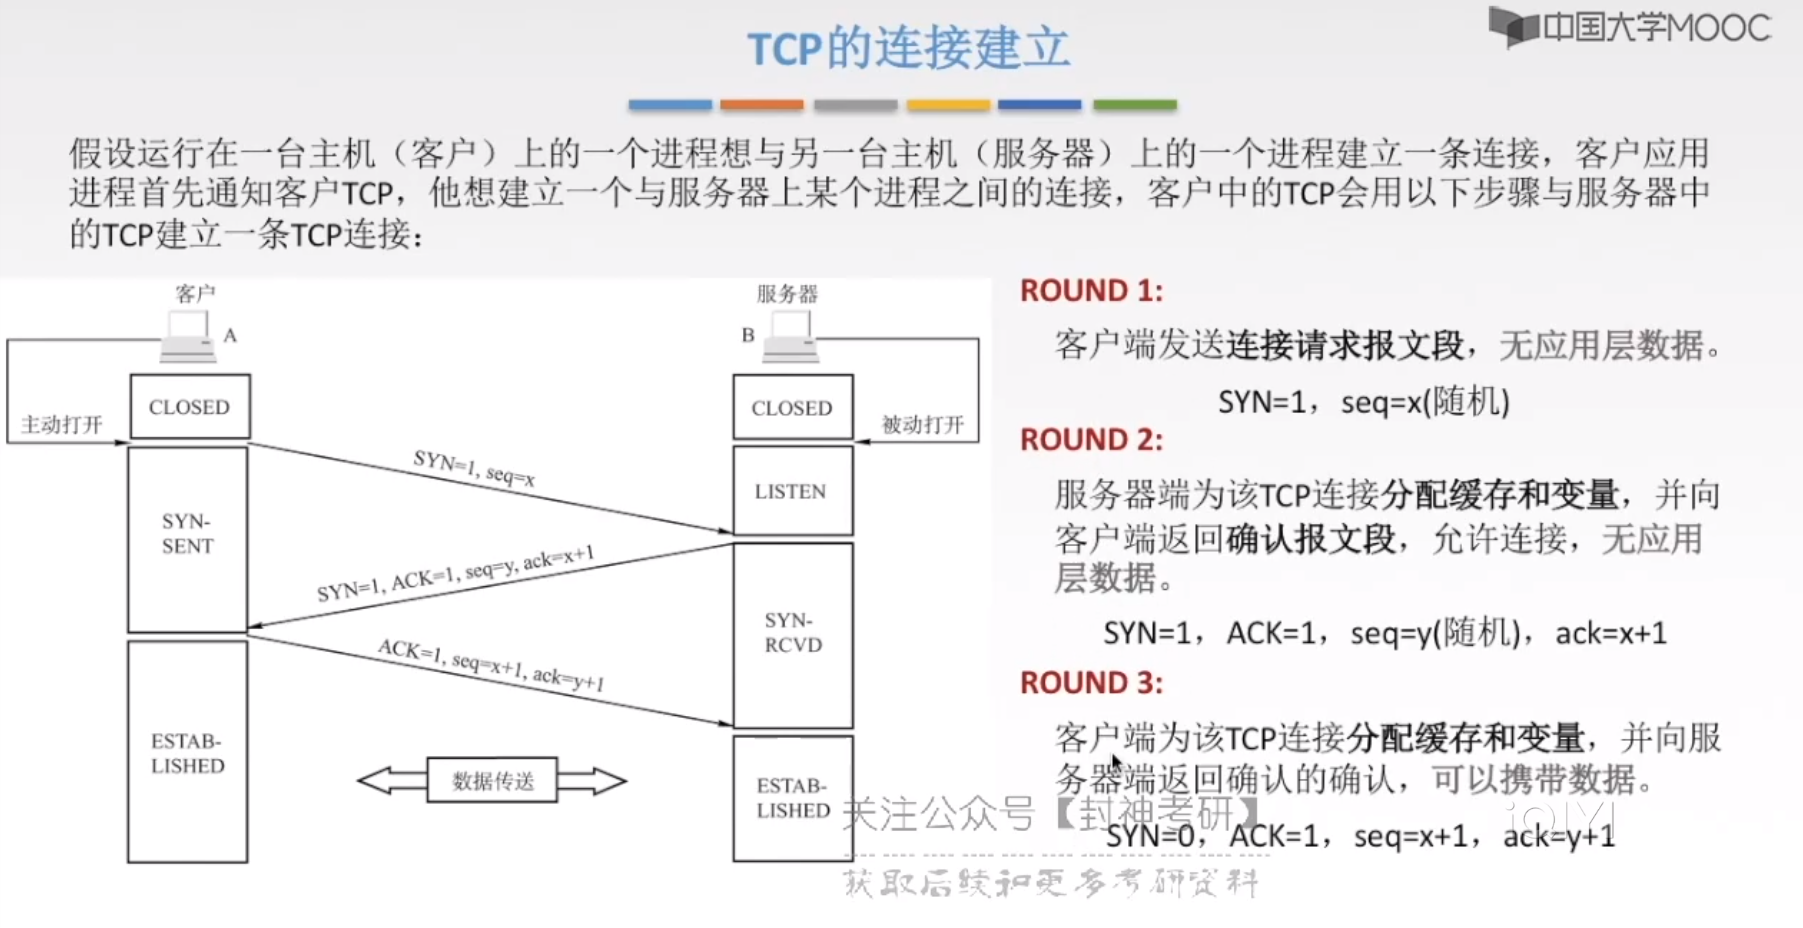 中国大学MOOC
TCP的连接建立
假设运行在一台主机（客户）上的一个进程想与另一台主机（服务器）上的一个进程建立一条连接，客户应用
进程首先通知客户TCP，他想建立一个与服务器上某个进程之间的连接，客户中的TCP会用以下步骤与服务器中
的TCP建立一条TCP连接：
客户
服务器
A
B
CLOSED
CLOSED
主动打开
被动打开
SYN=1, seq=x
LISTEN
SYN-
SENT
SYN=1, ACK=1, seq=y, ack=x+1
SYN-
RCVD
ACK=1, seq=x+1, ack=y+1
ESTAB-
LISHED
数据传送
ESTAB-
LISHED
ROUND 1:
客户端发送连接请求报文段，无应用层数据。
SYN=1，seq=x(随机)
ROUND 2:
服务器端为该TCP连接分配缓存和变量，并向
客户端返回确认报文段，允许连接，无应用
层数据。
SYN=1，ACK=1，seq=y(随机)，ack=x+1
ROUND 3:
客户端为该TCP连接分配缓存和变量，并向服
务器端返回确认的确认，可以携带数据。
SYN=0，ACK=1，seq=x+1，ack=y+1
关注公众号【封神考研】
获取后续和更多考研资料